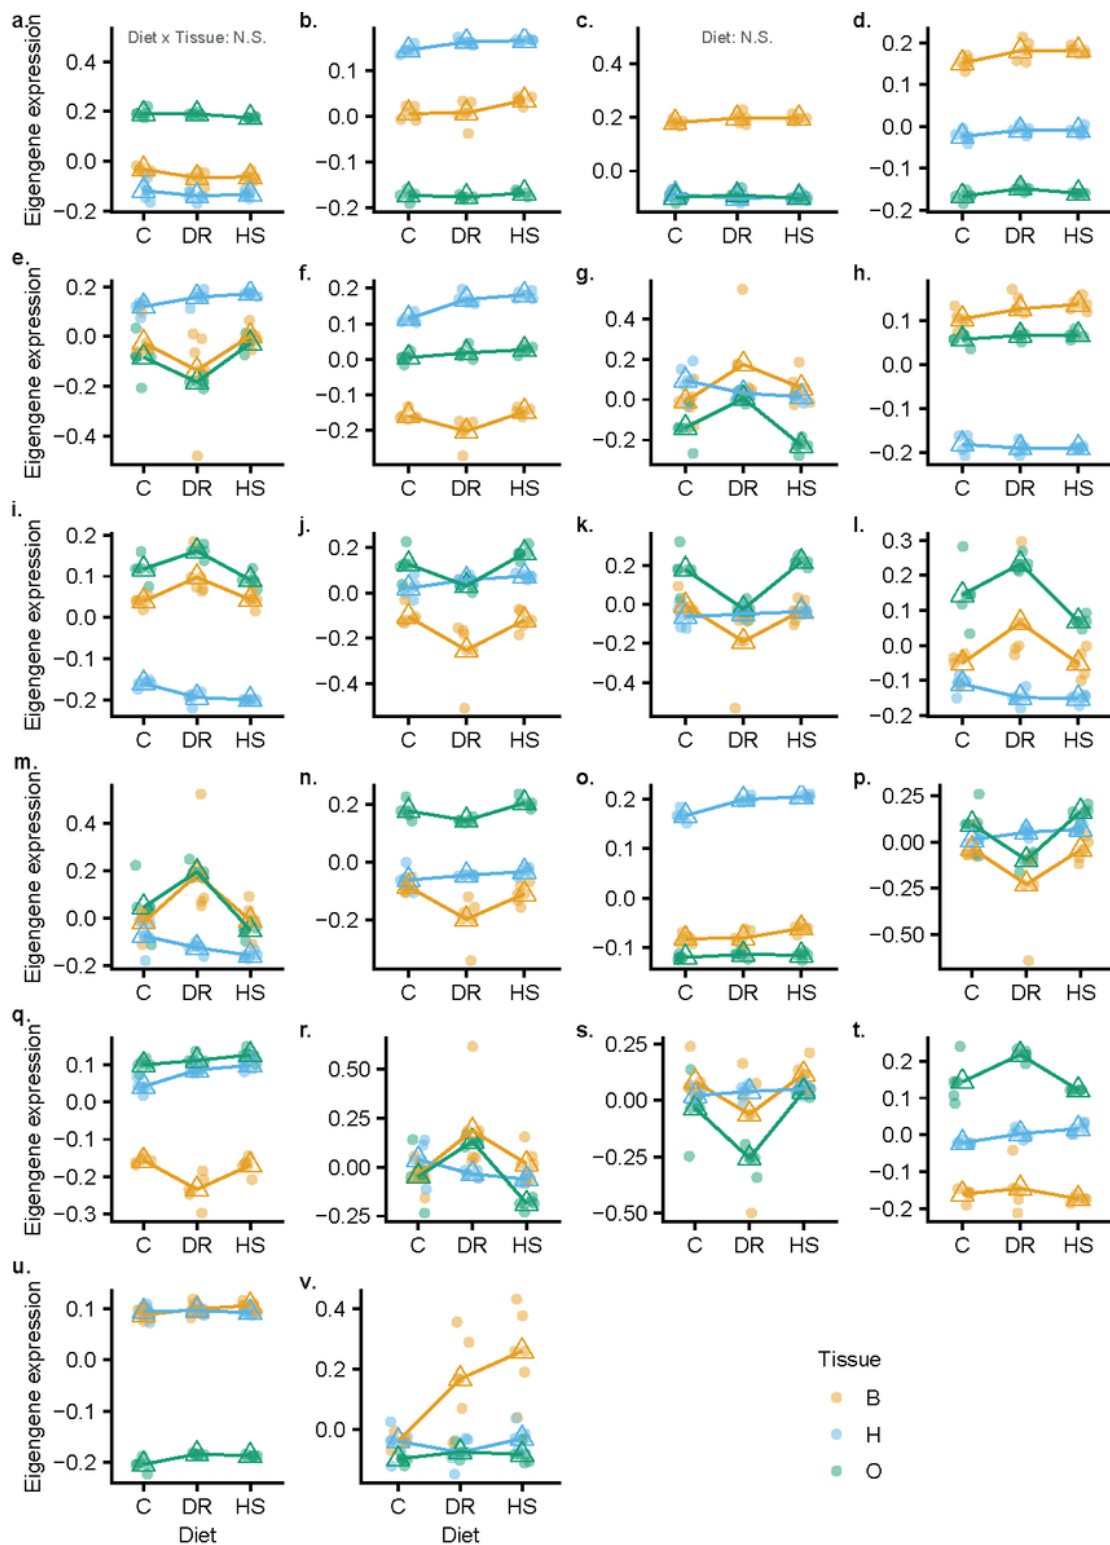 a. b. c. d.
Diet x Tissue: N.S. Diet: N.S.
Eigengene expression
0.4 0.2 0.0 −0.2
0.1 0.0 −0.1 −0.2
0.4 0.2 0.0
0.2 0.1 0.0 −0.1 −0.2
C DR HS C DR HS C DR HS C DR HS
e. f. g. h.
Eigengene expression
0.2 0.0 −0.2 −0.4
0.2 0.1 0.0 −0.1 −0.2
0.4 0.2 0.0 −0.2
0.1 0.0 −0.1 −0.2
C DR HS C DR HS C DR HS C DR HS
i. j. k. l.
Eigengene expression
0.2 0.1 0.0 −0.1 −0.2
0.2 0.0 −0.2 −0.4
0.2 0.0 −0.2 −0.4
0.3 0.2 0.1 0.0 −0.1 −0.2
C DR HS C DR HS C DR HS C DR HS
m. n. o. p.
Eigengene expression
0.4 0.2 0.0 −0.2
0.2 0.0 −0.2
0.2 0.1 0.0 −0.1
0.25 0.00 −0.25 −0.50
C DR HS C DR HS C DR HS C DR HS
q. r. s. t.
Eigengene expression
0.1 0.0 −0.1 −0.2 −0.3
0.50 0.25 0.00 −0.25
0.25 0.00 −0.25 −0.50
0.2 0.1 0.0 −0.1 −0.2
C DR HS C DR HS C DR HS C DR HS
u. v.
Eigengene expression
0.1 0.0 −0.1 −0.2
0.4 0.2 0.0
C DR HS C DR HS
Diet Diet
Tissue
B
H
O